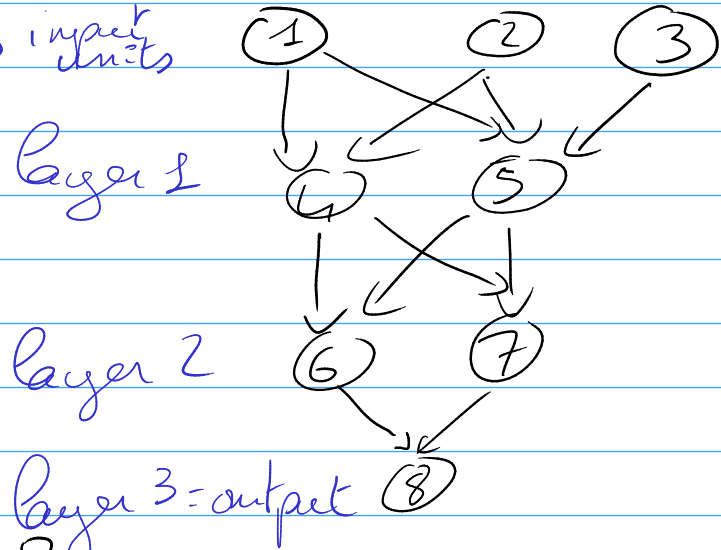 input 1 2 3
units
layer 1 4 5
layer 2 6 7
layer 3 = output 8